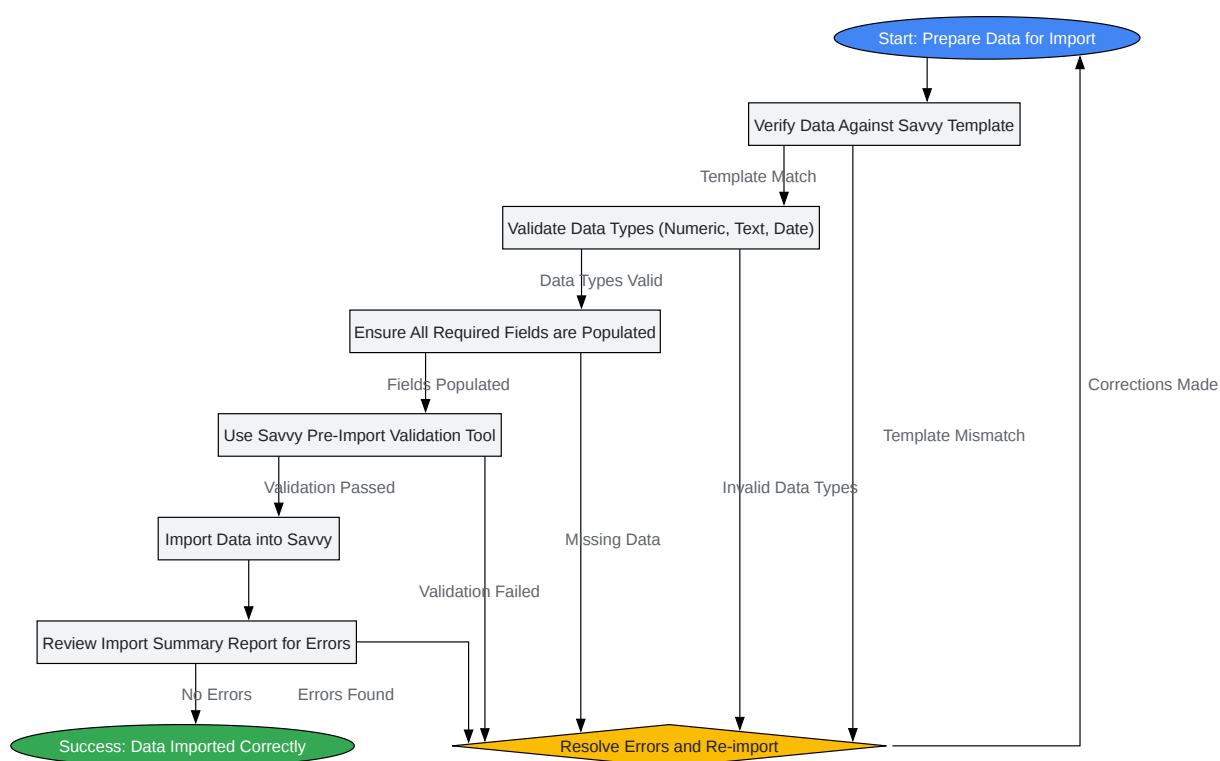 Start: Prepare Data for Import
Verify Data Against Savvy Template
Template Match
Validate Data Types (Numeric, Text, Date)
Data Types Valid
Ensure All Required Fields are Populated
Fields Populated
Corrections Made
Use Savvy Pre-Import Validation Tool
Template Mismatch
Validation Passed
Invalid Data Types
Import Data into Savvy
Missing Data
Validation Failed
Review Import Summary Report for Errors
No Errors
Errors Found
Success: Data Imported Correctly
Resolve Errors and Re-import